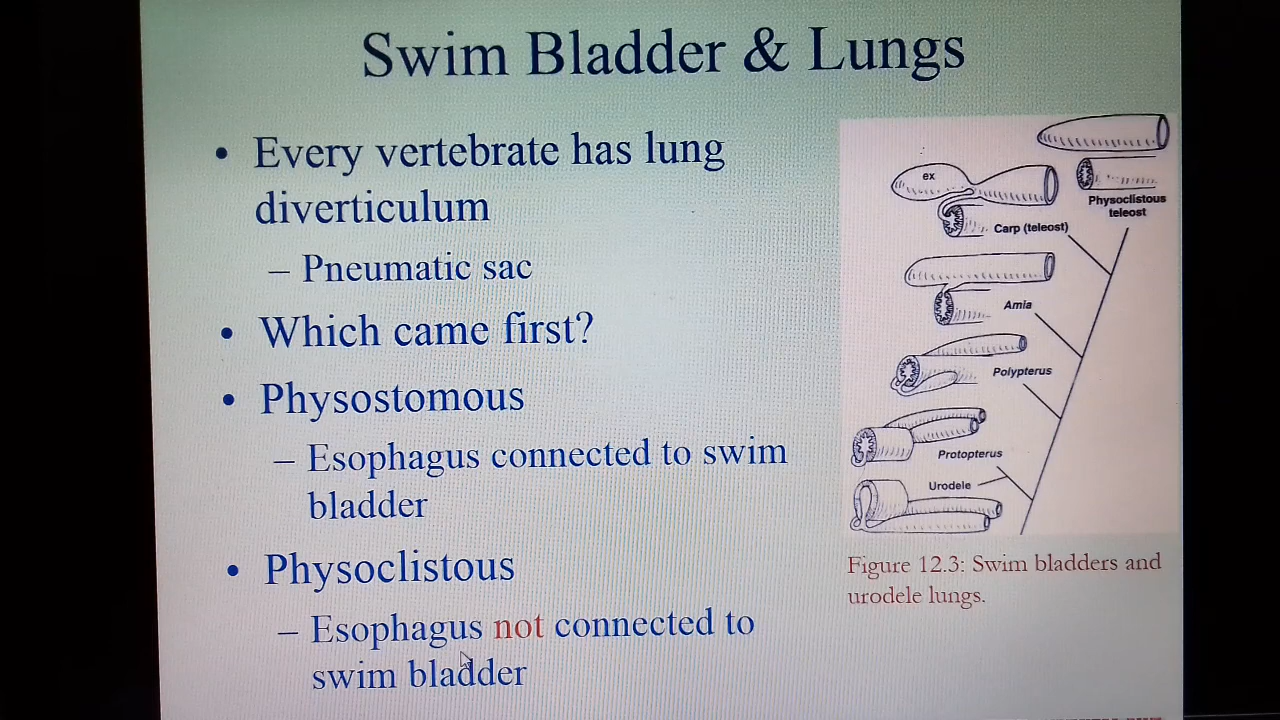 Swim Bladder & Lungs
• Every vertebrate has lung
diverticulum
– Pneumatic sac
• Which came first?
• Physostomous
– Esophagus connected to swim
bladder
• Physoclistous
– Esophagus not connected to
swim bladder
ex
Physoclistous
teleost
Carp (teleost)
Amia
Polypterus
Protopterus
Urodele
Figure 12.3: Swim bladders and
urodele lungs.